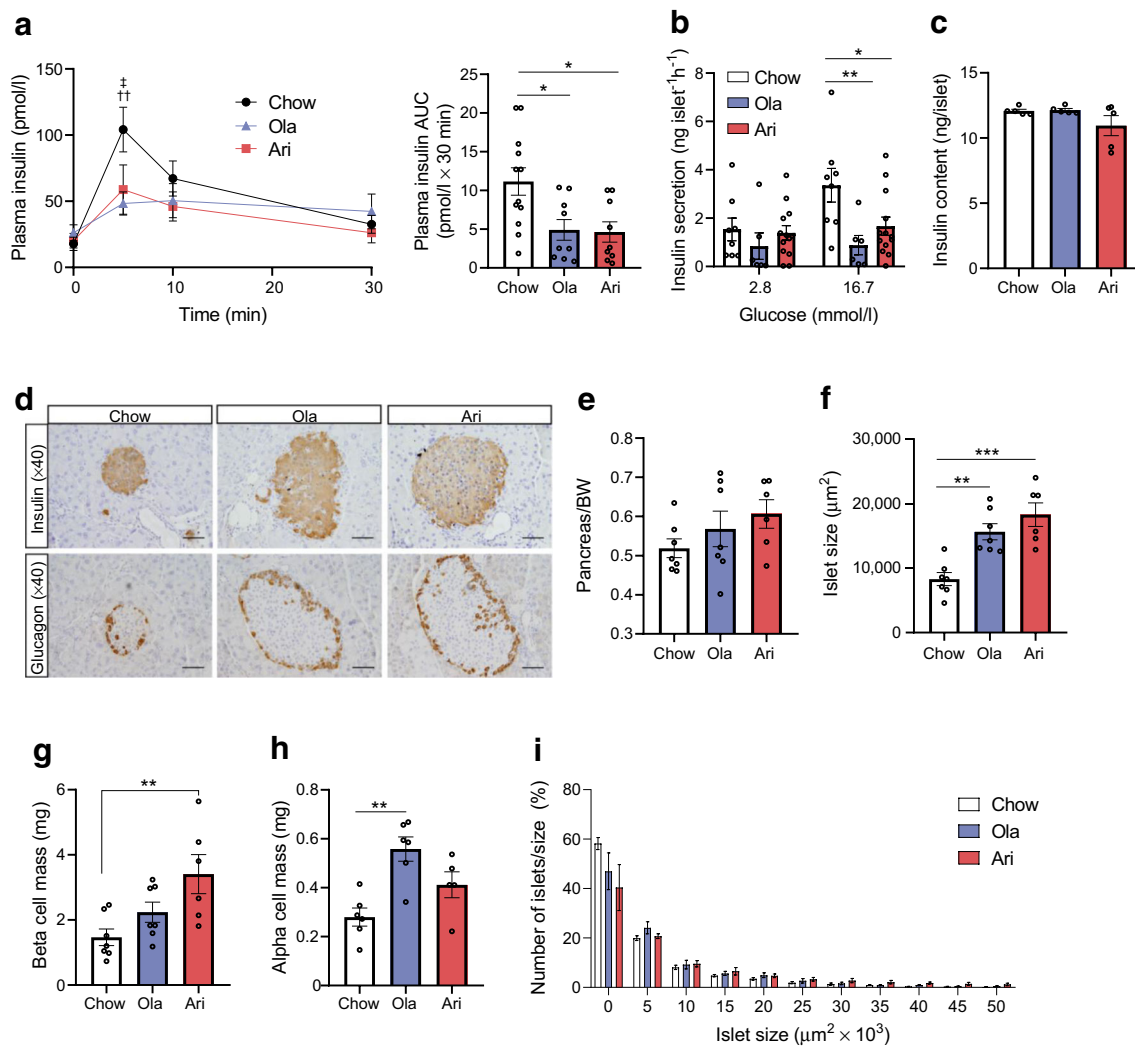 a
Plasma insulin (pmol/l)
150
100
50
0
‡
††
Chow
Ola
Ari
0
10
20
30
Time (min)
Plasma insulin AUC
(pmol/l × 30 min)
25
20
15
10
5
0
*
*
Chow Ola Ari
b
Insulin secretion (ng islet⁻¹h⁻¹)
8
6
4
2
0
Chow
Ola
Ari
*
**
2.8 16.7
Glucose (mmol/l)
c
Insulin content (ng/islet)
15
10
5
0
Chow Ola Ari
d
Chow Ola Ari
Insulin (×40)
Glucagon (×40)
e
Pancreas/BW
0.8
0.7
0.6
0.5
0.4
0.3
Chow Ola Ari
f
Islet size (μm²)
30,000
20,000
10,000
0
***
**
Chow Ola Ari
g
Beta cell mass (mg)
6
4
2
0
**
Chow Ola Ari
h
Alpha cell mass (mg)
0.8
0.6
0.4
0.2
0
**
Chow Ola Ari
i
Number of islets/size (%)
80
60
40
20
0
Chow
Ola
Ari
0 5 10 15 20 25 30 35 40 45 50
Islet size (μm² × 10³)